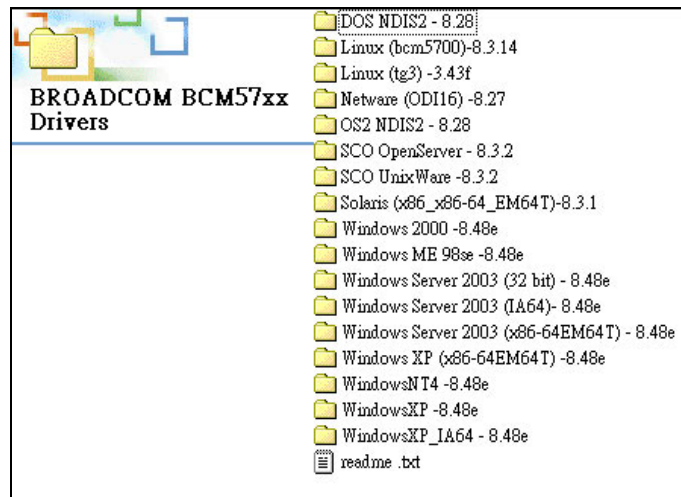 BROADCOM BCM57xx
Drivers
DOS NDIS2 - 8.28
Linux (bcm5700)-8.3.14
Linux (tg3) -3.43f
Netware (ODI16) -8.27
OS2 NDIS2 - 8.28
SCO OpenServer - 8.3.2
SCO UnixWare -8.3.2
Solaris (x86_x86-64_EM64T)-8.3.1
Windows 2000 -8.48e
Windows ME 98se -8.48e
Windows Server 2003 (32 bit) - 8.48e
Windows Server 2003 (IA64)- 8.48e
Windows Server 2003 (x86-64EM64T) - 8.48e
Windows XP (x86-64EM64T) -8.48e
WindowsNT4 -8.48e
WindowsXP -8.48e
WindowsXP_IA64 - 8.48e
readme .txt